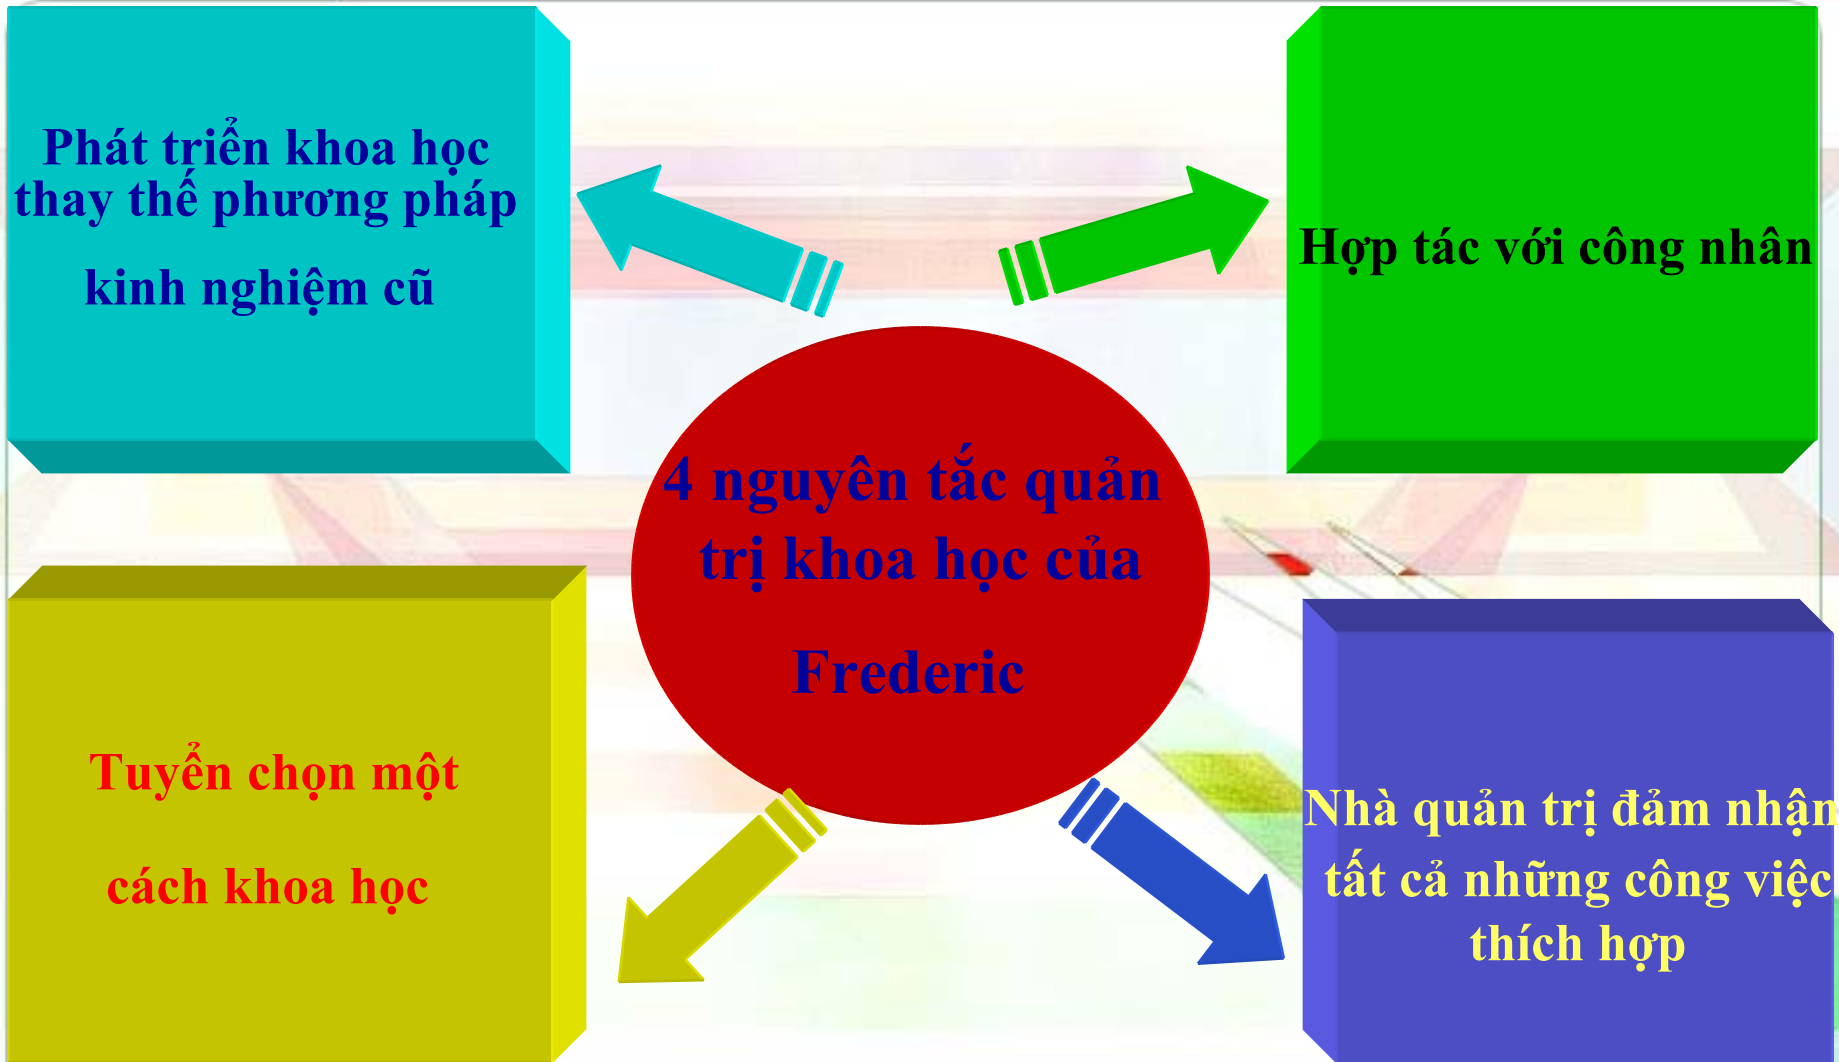 Phát triển khoa học
thay thế phương pháp
kinh nghiệm cũ
Hợp tác với công nhân
4 nguyên tắc quản
trị khoa học của
Frederic
Tuyển chọn một
cách khoa học
Nhà quản trị đảm nhận
tất cả những công việc
thích hợp